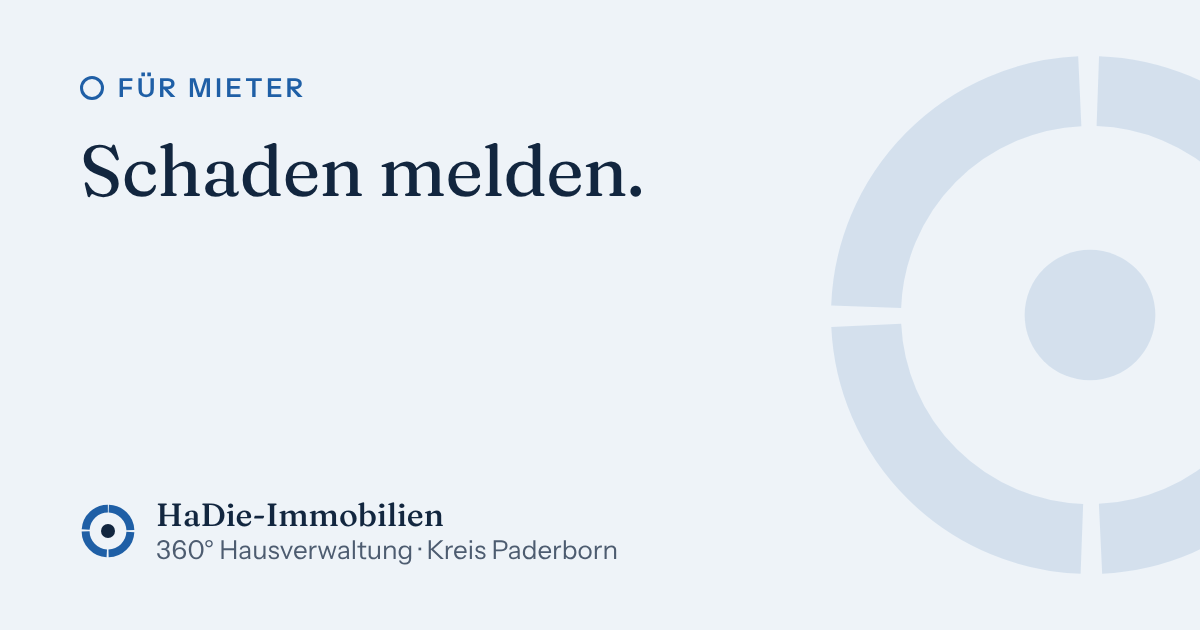 FÜR MIETER
Schaden melden.
HaDie-Immobilien
360° Hausverwaltung · Kreis Paderborn